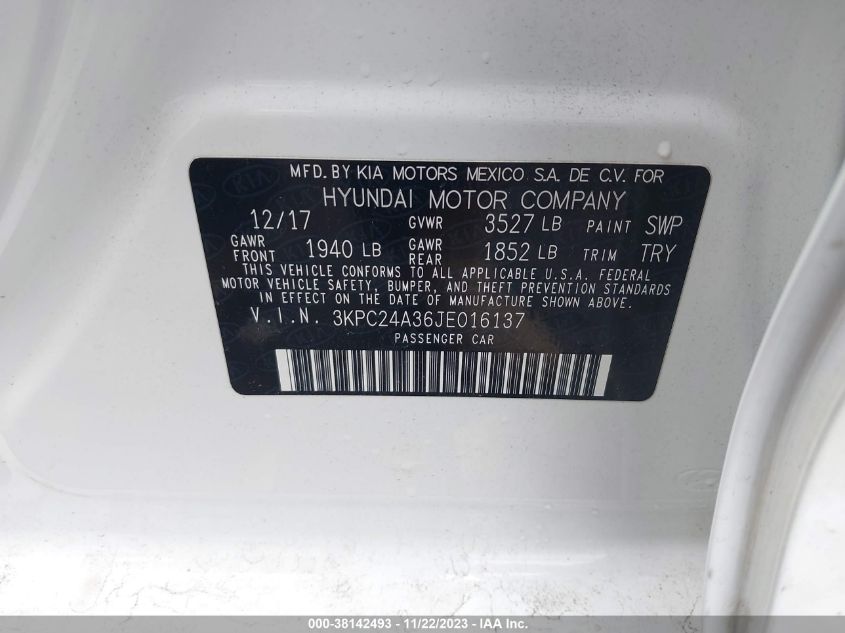 MFD. BY KIA MOTORS MEXICO S.A. DE C.V. FOR
HYUNDAI MOTOR COMPANY
12/17 GVWR 3527 LB PAINT SWP
GAWR FRONT 1940 LB GAWR REAR 1852 LB TRIM TRY
THIS VEHICLE CONFORMS TO ALL APPLICABLE U.S.A. FEDERAL
MOTOR VEHICLE SAFETY, BUMPER, AND THEFT PREVENTION STANDARDS
IN EFFECT ON THE DATE OF MANUFACTURE SHOWN ABOVE.
V.I.N. 3KPC24A36JE016137
PASSENGER CAR
000-38142493 - 11/22/2023 - IAAI.COM